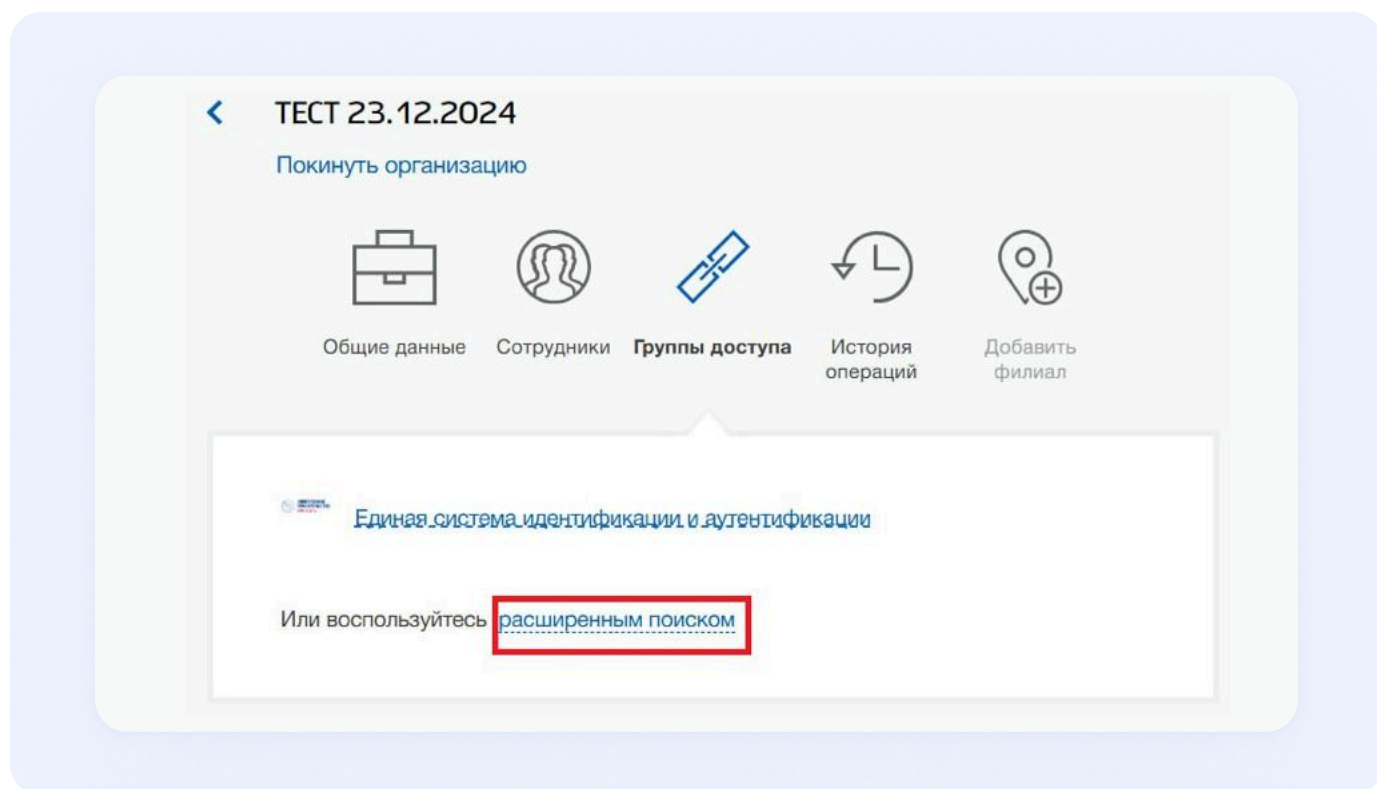 ТЕСТ 23.12.2024
Покинуть организацию
Общие данные
Сотрудники
Группы доступа
История
операций
Добавить
филиал
Единая система идентификации и аутентификации
Или воспользуйтесь расширенным поиском